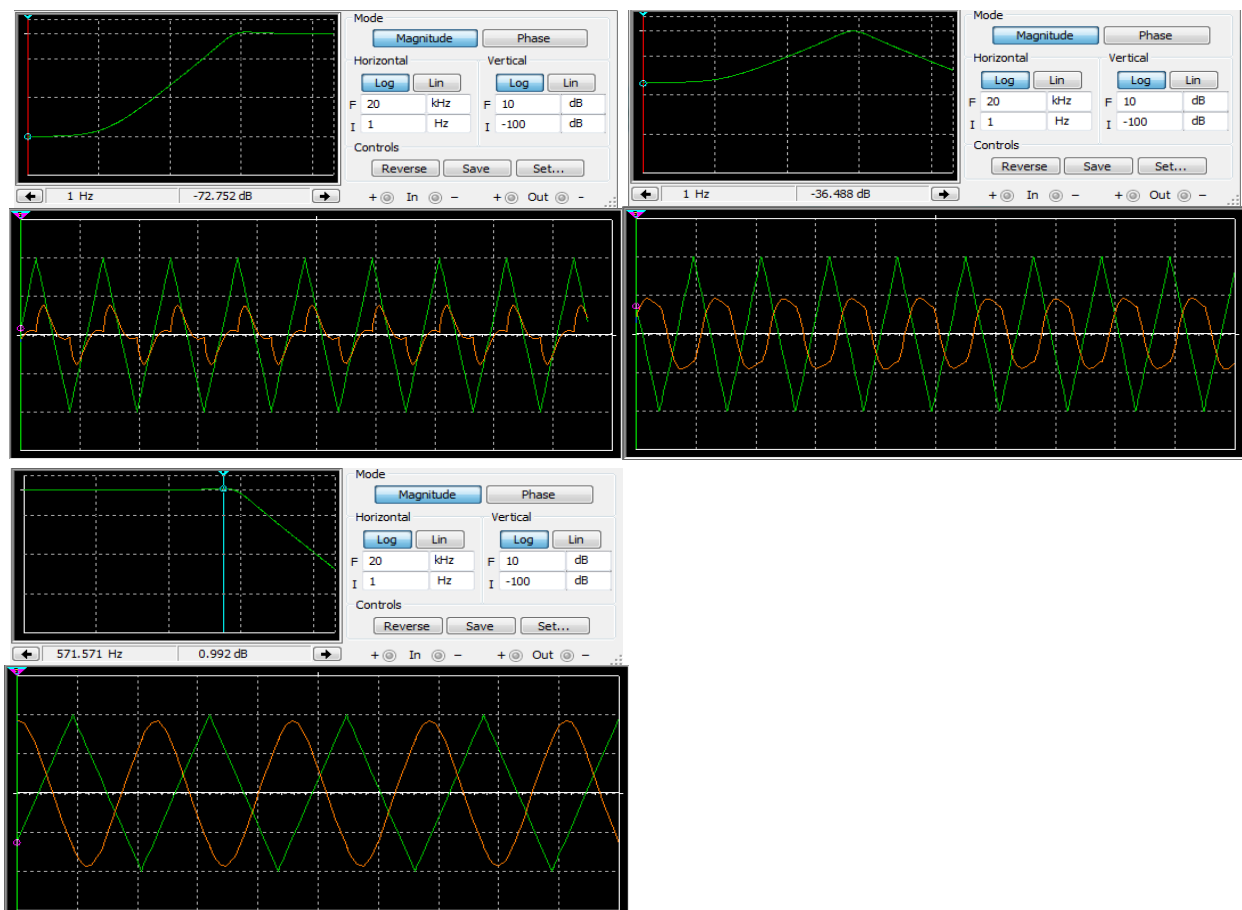 Mode
Magnitude Phase
Horizontal Vertical
Log Lin Log Lin
F 20 kHz F 10 dB
I 1 Hz I -100 dB
Controls
Reverse Save Set...
1 Hz -72.752 dB + In - + Out -
Mode
Magnitude Phase
Horizontal Vertical
Log Lin Log Lin
F 20 kHz F 10 dB
I 1 Hz I -100 dB
Controls
Reverse Save Set...
1 Hz -36.488 dB + In - + Out -
Mode
Magnitude Phase
Horizontal Vertical
Log Lin Log Lin
F 20 kHz F 10 dB
I 1 Hz I -100 dB
Controls
Reverse Save Set...
571.571 Hz 0.992 dB + In - + Out -